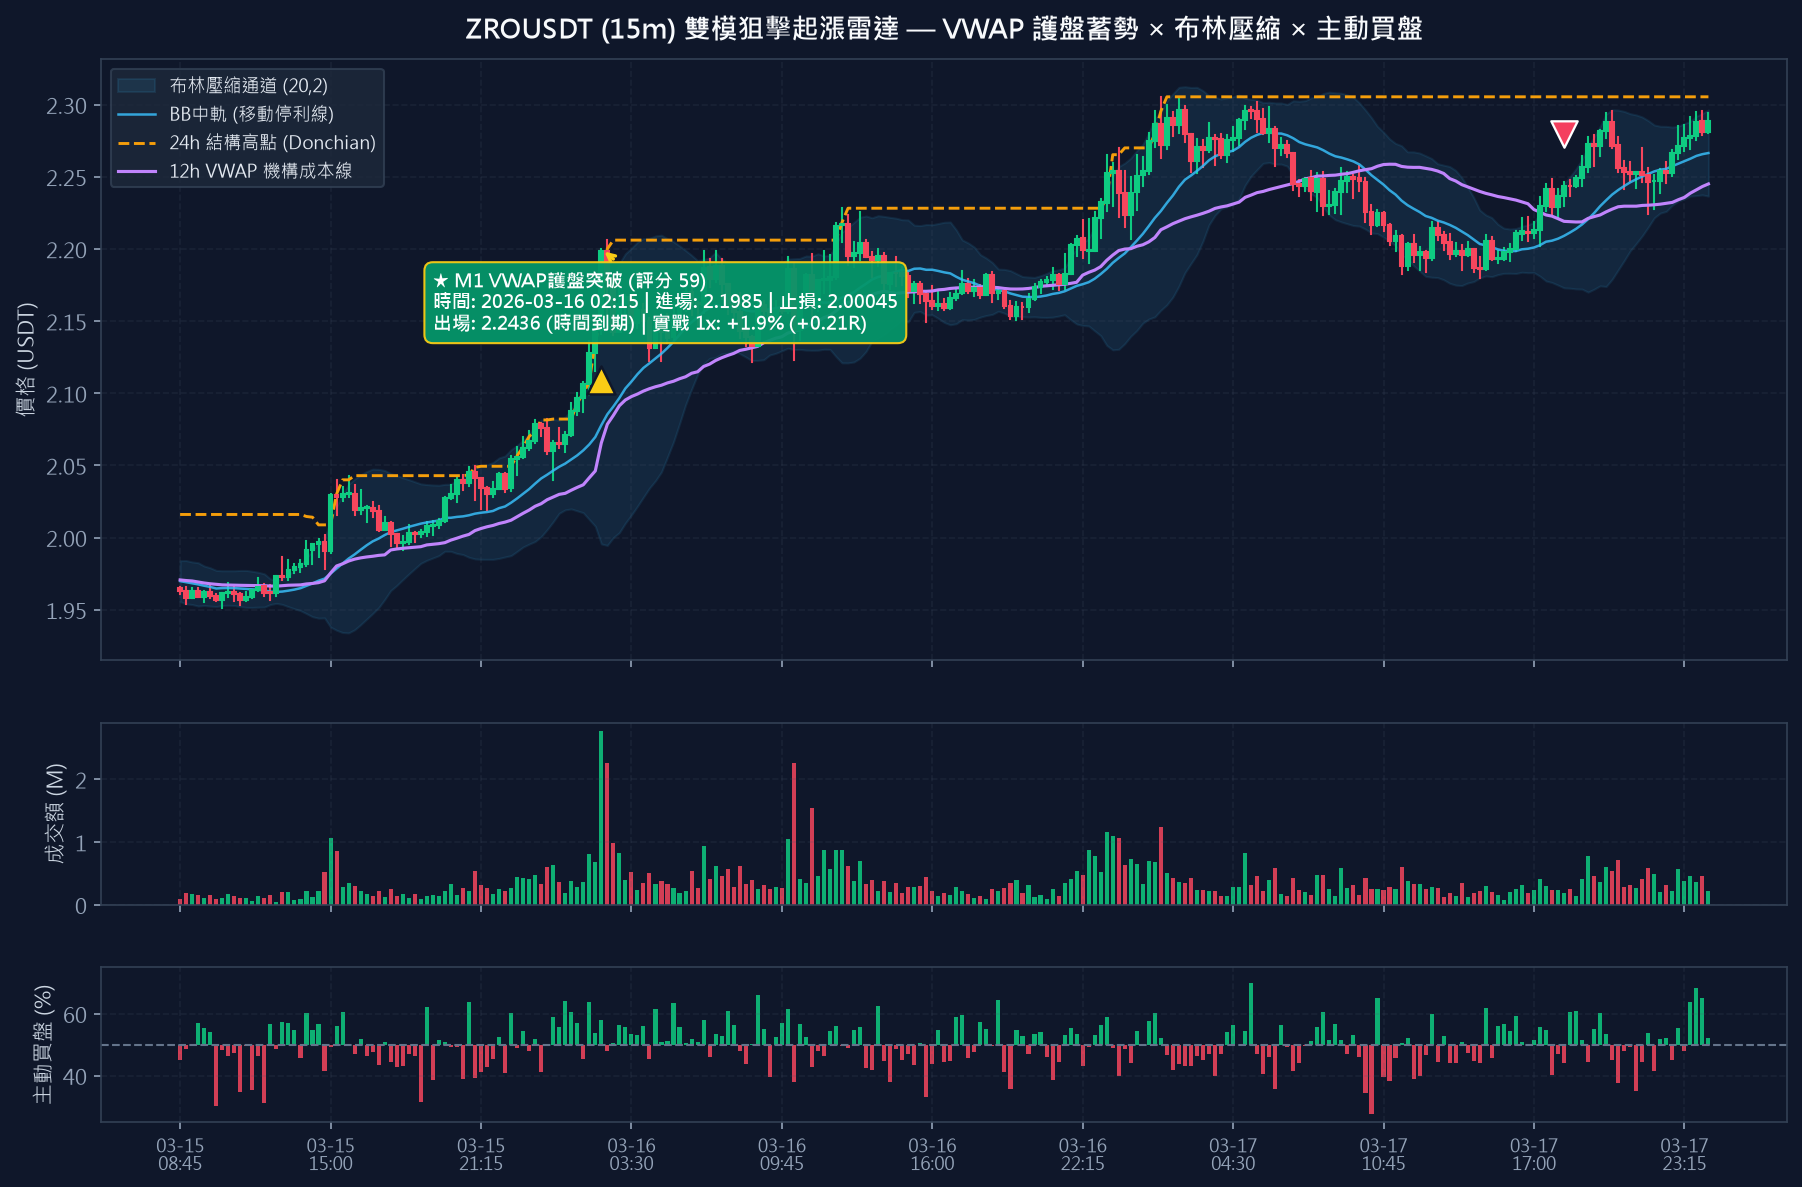 ZROUSDT (15m) 雙模狙擊起漲雷達 — VWAP 護盤蓄勢 × 布林壓縮 × 主動買盤
布林壓縮通道 (20,2)
BB中軌 (移動停利線)
24h 結構高點 (Donchian)
12h VWAP 機構成本線
價格 (USDT)
2.30
2.25
2.20
2.15
2.10
2.05
2.00
1.95
★ M1 VWAP護盤突破 (評分 59)
時間: 2026-03-16 02:15 | 進場: 2.1985 | 止損: 2.00045
出場: 2.2436 (時間到期) | 實戰 1x: +1.9% (+0.21R)
成交額 (M)
2
1
0
主動買盤 (%)
60
40
03-15 08:45
03-15 15:00
03-15 21:15
03-16 03:30
03-16 09:45
03-16 16:00
03-16 22:15
03-17 04:30
03-17 10:45
03-17 17:00
03-17 23:15